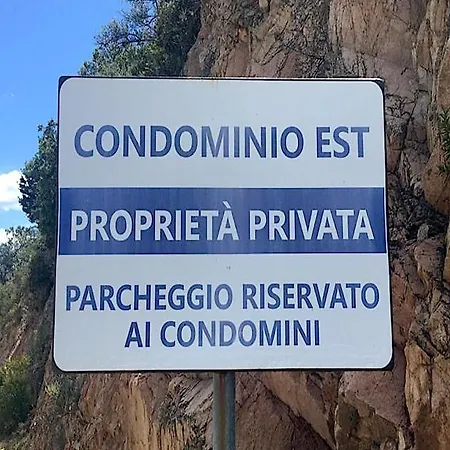 CONDOMINIO EST
PROPRIETÀ PRIVATA
PARCHEGGIO RISERVATO
AI CONDOMINI